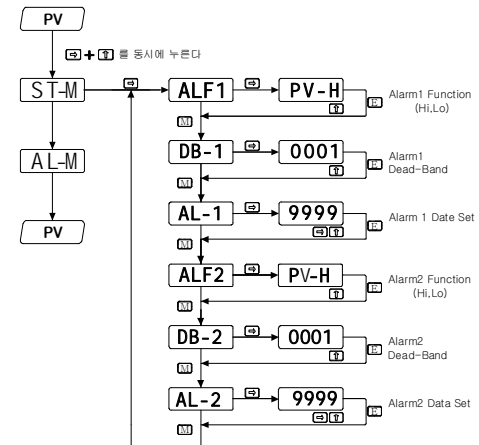 PV
⇨ + ⇧ 를 동시에 누른다
ST-M ⇨ ALF1 ⇨ PV-H
⇧ E Alarm1 Function
(Hi,Lo)
M
DB-1 ⇨ 0001
⇧ E Alarm1
Dead-Band
AL-M
M
AL-1 ⇨ 9999
⇨ ⇧ E Alarm 1 Date Set
PV
M
ALF2 ⇨ PV-H
⇧ E Alarm2 Function
(Hi,Lo)
M
DB-2 ⇨ 0001
⇧ E Alarm2
Dead-Band
M
AL-2 ⇨ 9999
⇨ ⇧ E Alarm2 Data Set
M